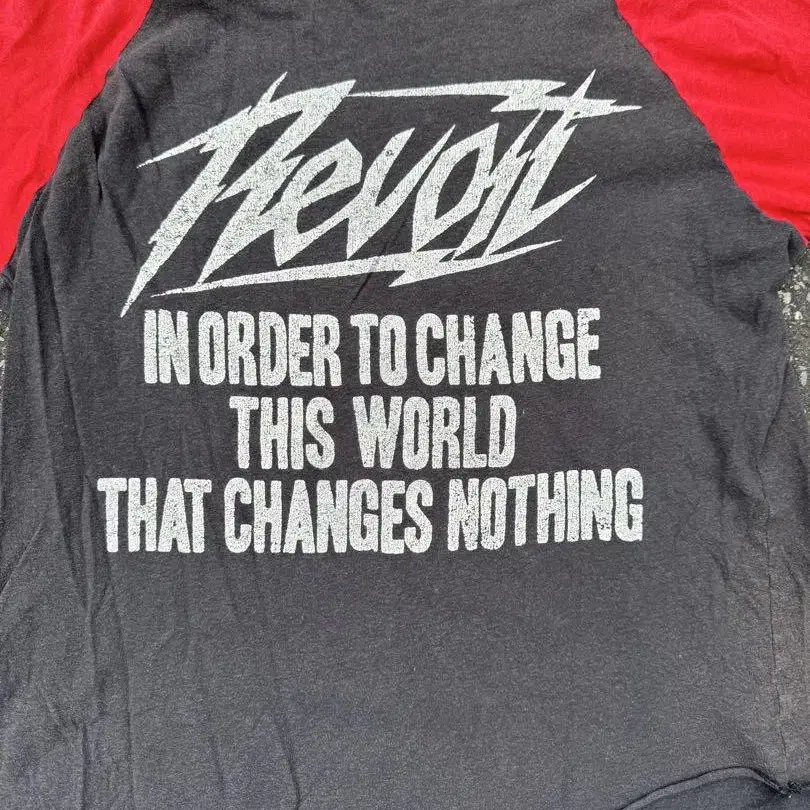 Revolt
IN ORDER TO CHANGE
THIS WORLD
THAT CHANGES NOTHING